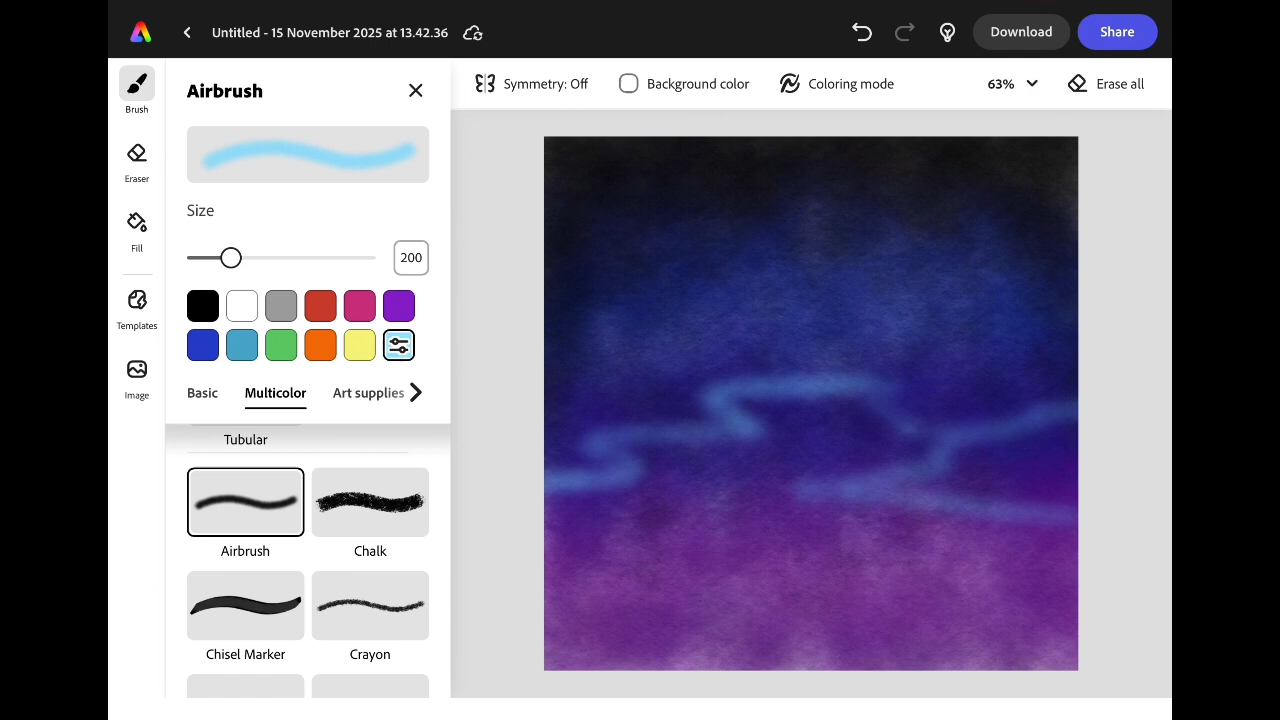 Untitled - 15 November 2025 at 13.42.36
Download
Share
Brush
Eraser
Fill
Templates
Image
Airbrush
Size
200
Basic
Multicolor
Art supplies
Tubular
Airbrush
Chalk
Chisel Marker
Crayon
Symmetry: Off
Background color
Coloring mode
63%
Erase all